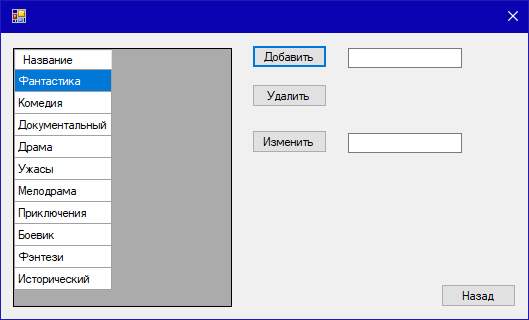 Название
Фантастика
Комедия
Документальный
Драма
Ужасы
Мелодрама
Приключения
Боевик
Фэнтези
Исторический
Добавить
Удалить
Изменить
Назад